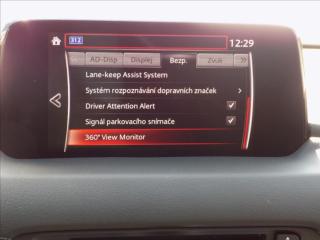 312 12:29
AD-Disp Displej Bezp. Zvuk
Lane-keep Assist System
Systém rozpoznávání dopravních značek
Driver Attention Alert
Signál parkovacího snímače
360° View Monitor